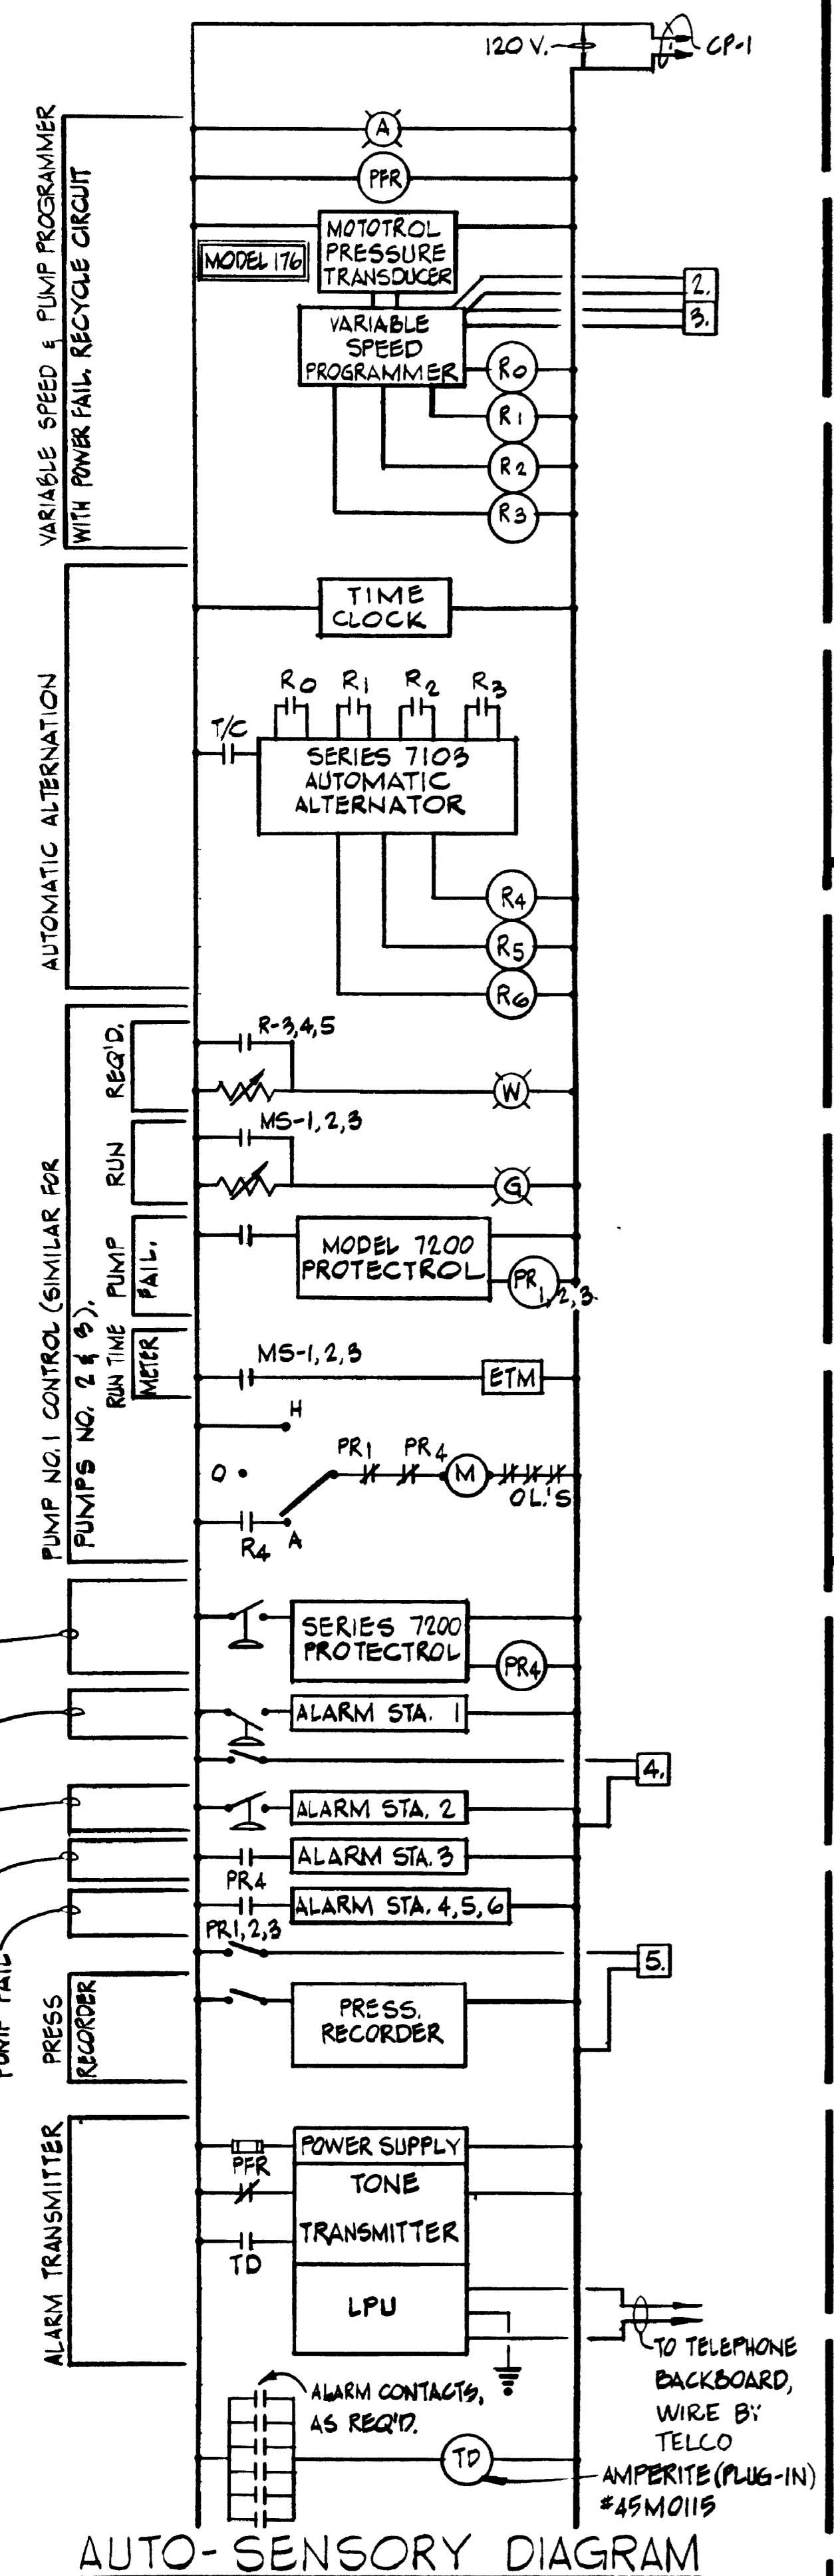 120 V.
CP-1
VARIABLE SPEED & PUMP PROGRAMMER
WITH POWER FAIL. RECYCLE CIRCUIT
A
PFR
MOTOTROL
PRESSURE
TRANSDUCER
MODEL 176
2.
3.
VARIABLE
SPEED
PROGRAMMER
R0
R1
R2
R3
AUTOMATIC ALTERNATION
TIME
CLOCK
R0 R1 R2 R3
T/C
SERIES 7103
AUTOMATIC
ALTERNATOR
R4
R5
R6
PUMP NO. 1 CONTROL (SIMILAR FOR
PUMPS NO. 2 & 3).
REQ'D.
R-3,4,5
W
RUN
MS-1,2,3
G
PUMP
FAIL.
MODEL 7200
PROTECTROL
PR 1,2,3
RUN TIME
METER
MS-1,2,3
ETM
H
O
PR1 PR4 M
OL'S
R4 A
SERIES 7200
PROTECTROL
PR4
ALARM STA. 1
4.
ALARM STA. 2
ALARM STA. 3
PR4
ALARM STA. 4,5,6
PR1,2,3
5.
PUMP FAIL
PRESS
RECORDER
PRESS.
RECORDER
ALARM TRANSMITTER
POWER SUPPLY
PFR
TONE
TRANSMITTER
TD
LPU
TO TELEPHONE
BACKBOARD,
WIRE BY
TELCO
ALARM CONTACTS,
AS REQ'D.
TD
AMPERITE (PLUG-IN)
#45M0115
AUTO-SENSORY DIAGRAM